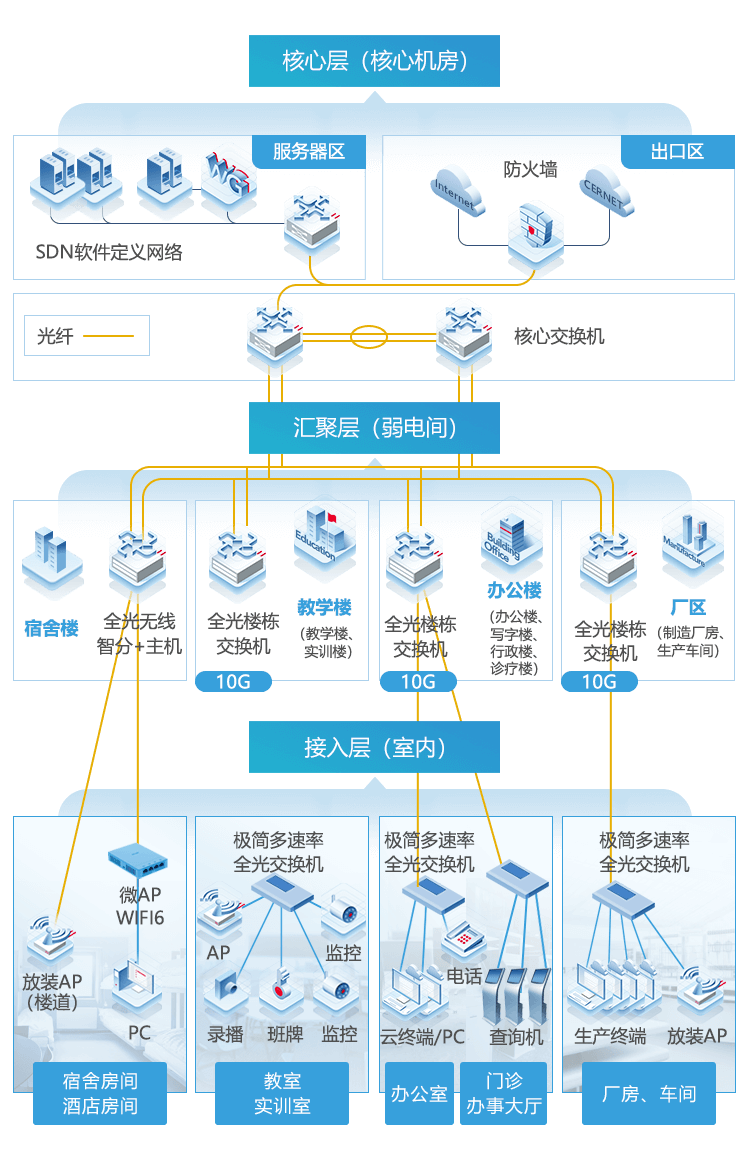 核心层（核心机房）
服务器区
SDN软件定义网络
出口区
防火墙
Internet
CERNET
光纤
核心交换机
汇聚层（弱电间）
宿舍楼
全光无线
智分+主机
Education
教学楼
（教学楼、
实训楼）
全光楼栋
交换机
10G
Building
Office
办公楼
（办公楼、
写字楼、
行政楼、
诊疗楼）
全光楼栋
交换机
10G
Manufacture
厂区
（制造厂房、
生产车间）
全光楼栋
交换机
10G
接入层（室内）
微AP
WIFI6
放装AP
（楼道）
PC
宿舍房间
酒店房间
极简多速率
全光交换机
AP
监控
录播
班牌
监控
教室
实训室
极简多速率
全光交换机
电话
云终端/PC
查询机
办公室
门诊
办事大厅
极简多速率
全光交换机
生产终端
放装AP
厂房、车间